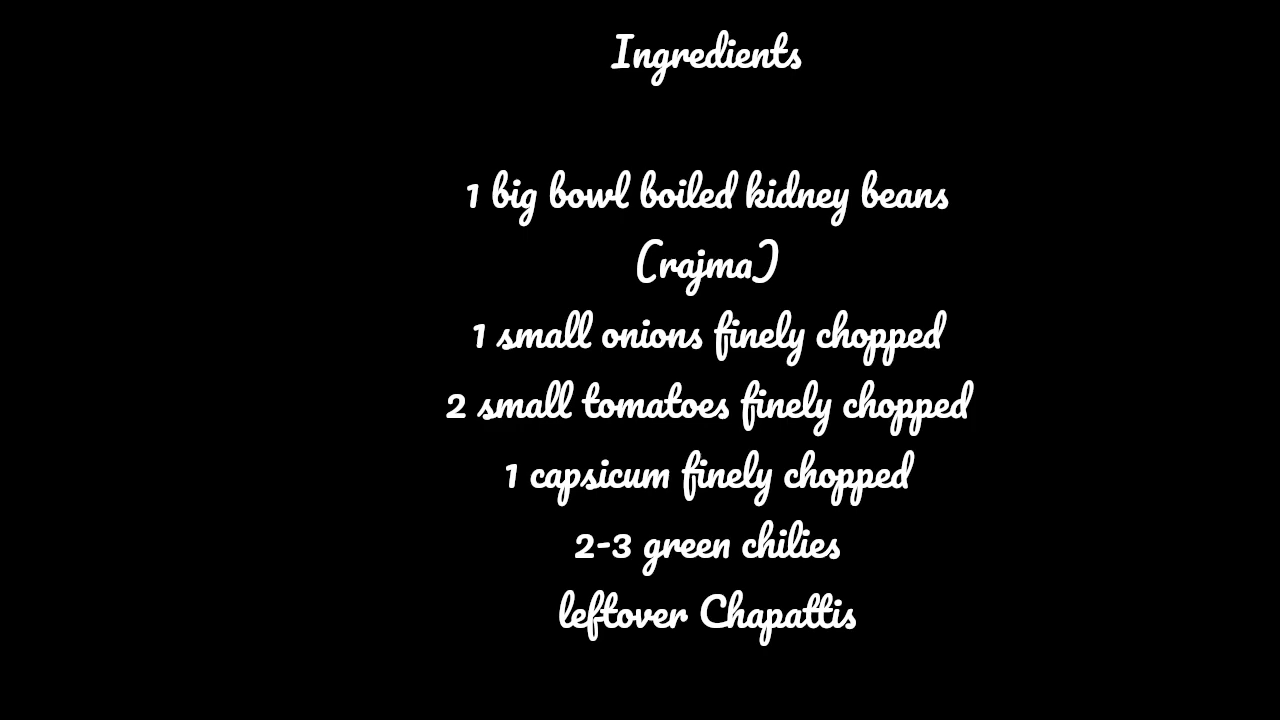 Ingredients
1 big bowl boiled kidney beans
(rajma)
1 small onions finely chopped
2 small tomatoes finely chopped
1 capsicum finely chopped
2-3 green chilies
leftover Chapattis